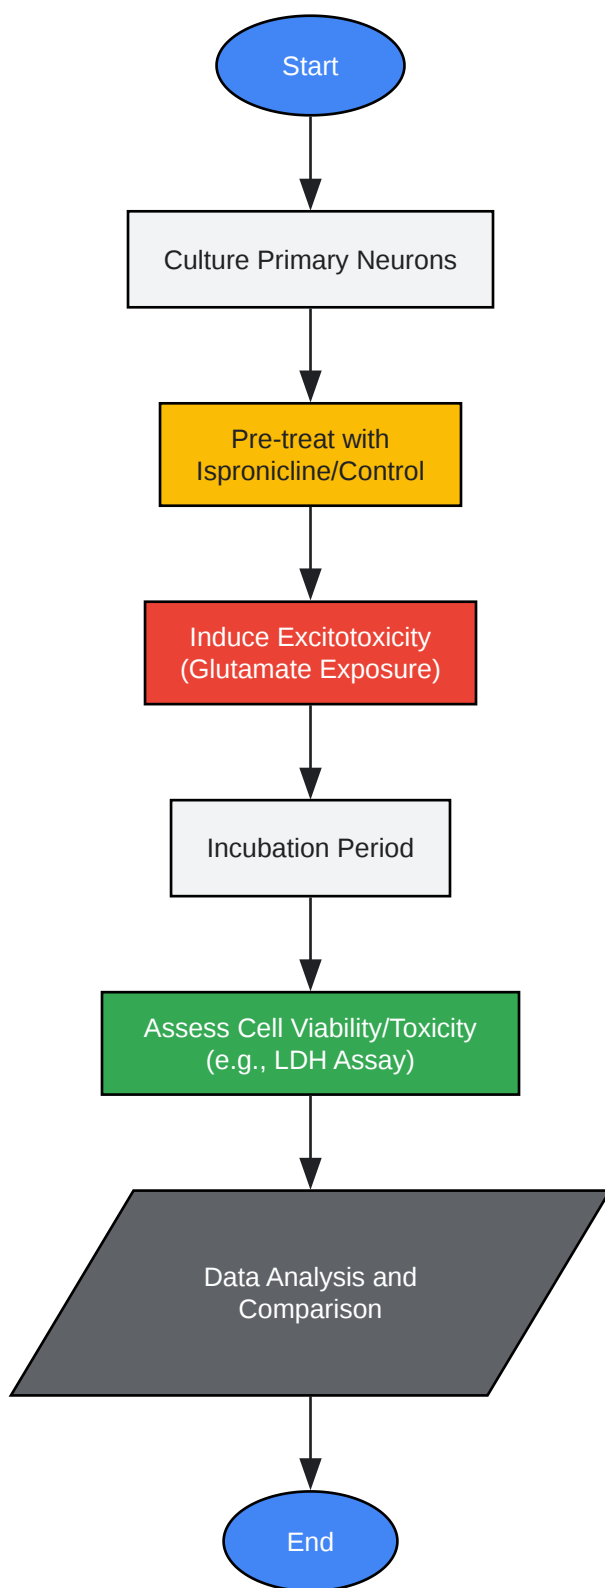 Start
Culture Primary Neurons
Pre-treat with
Ispronicline/Control
Induce Excitotoxicity
(Glutamate Exposure)
Incubation Period
Assess Cell Viability/Toxicity
(e.g., LDH Assay)
Data Analysis and
Comparison
End